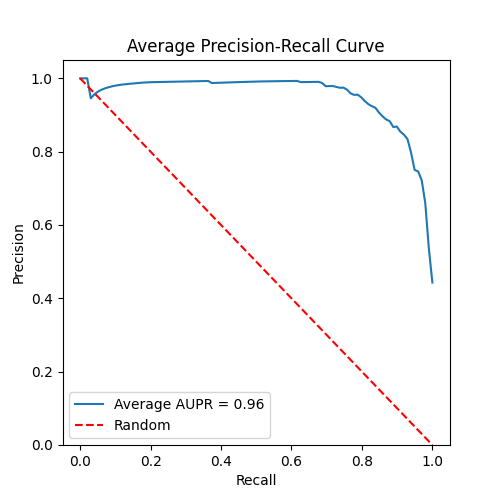 Average Precision-Recall Curve
Precision
1.0
0.8
0.6
0.4
0.2
0.0
Average AUPR = 0.96
Random
0.0 0.2 0.4 0.6 0.8 1.0
Recall